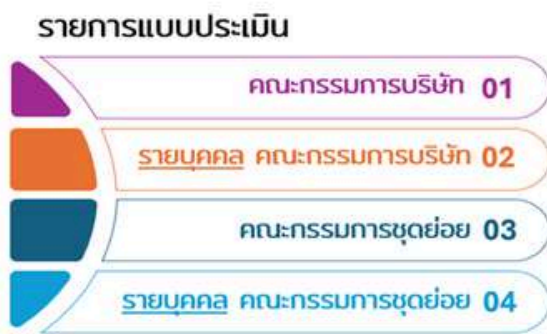 รายการแบบประเมิน
คณะกรรมการบริษัท 01
รายบุคคล คณะกรรมการบริษัท 02
คณะกรรมการชุดย่อย 03
รายบุคคล คณะกรรมการชุดย่อย 04